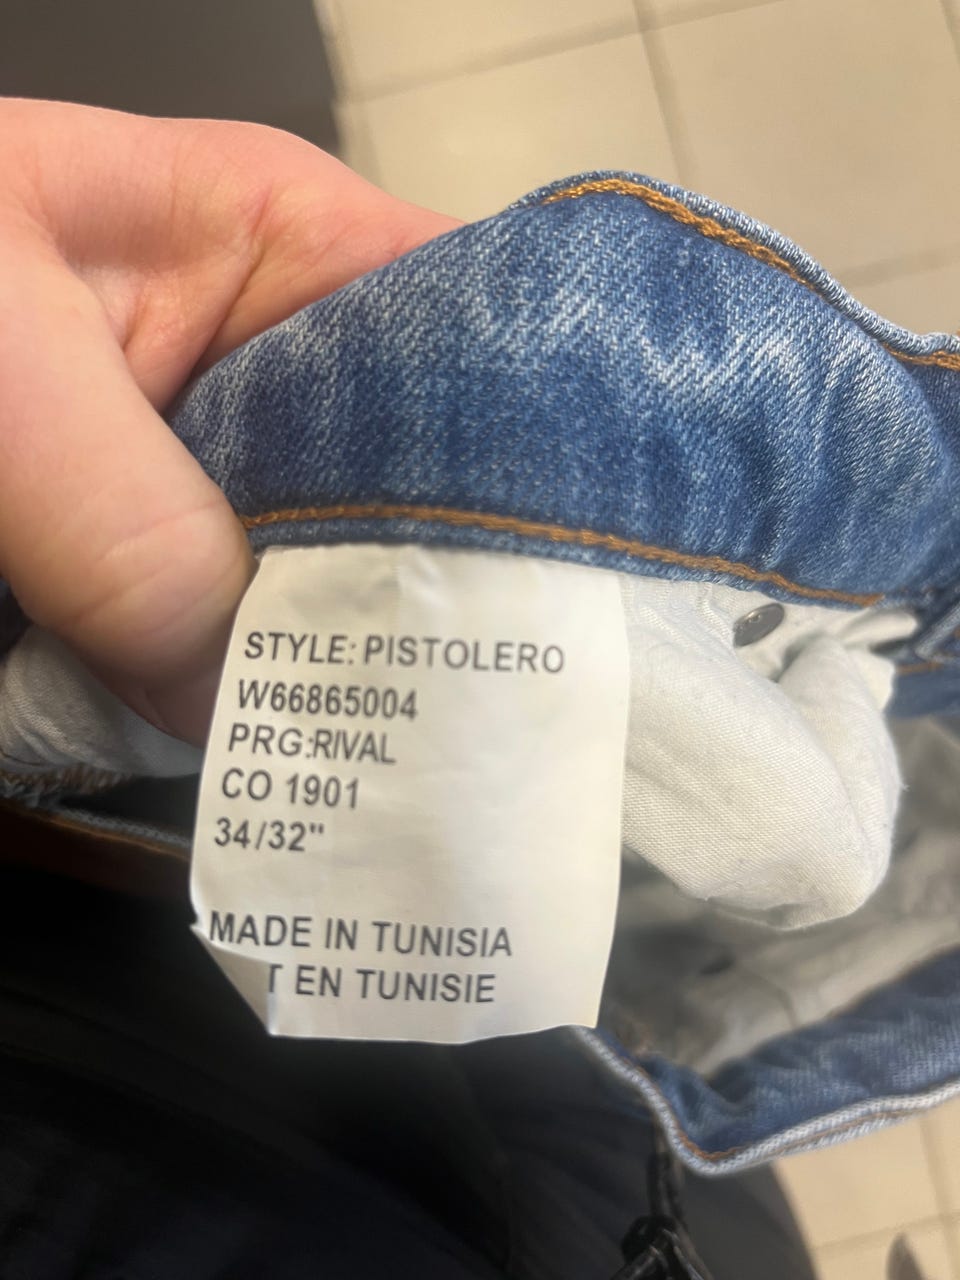 STYLE: PISTOLERO
W66865004
PRG:RIVAL
CO 1901
34/32"
MADE IN TUNISIA
EN TUNISIE